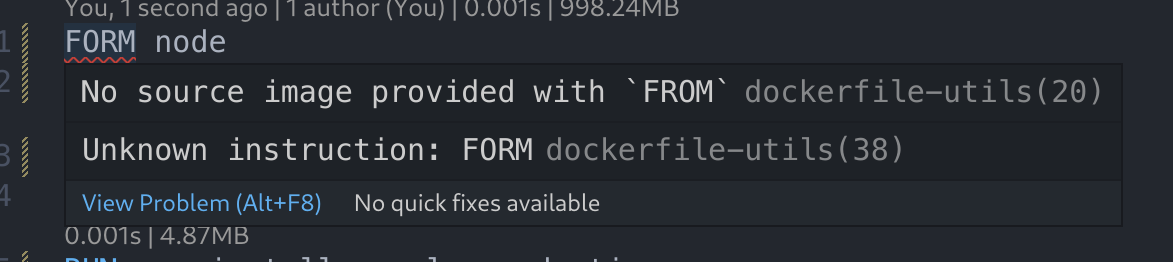 You, 1 second ago | 1 author (You) | 0.001s | 998.24MB
1 FORM node
2
No source image provided with `FROM` dockerfile-utils(20)
Unknown instruction: FORM dockerfile-utils(38)
3
4
View Problem (Alt+F8) No quick fixes available
0.001s | 4.87MB
RUN